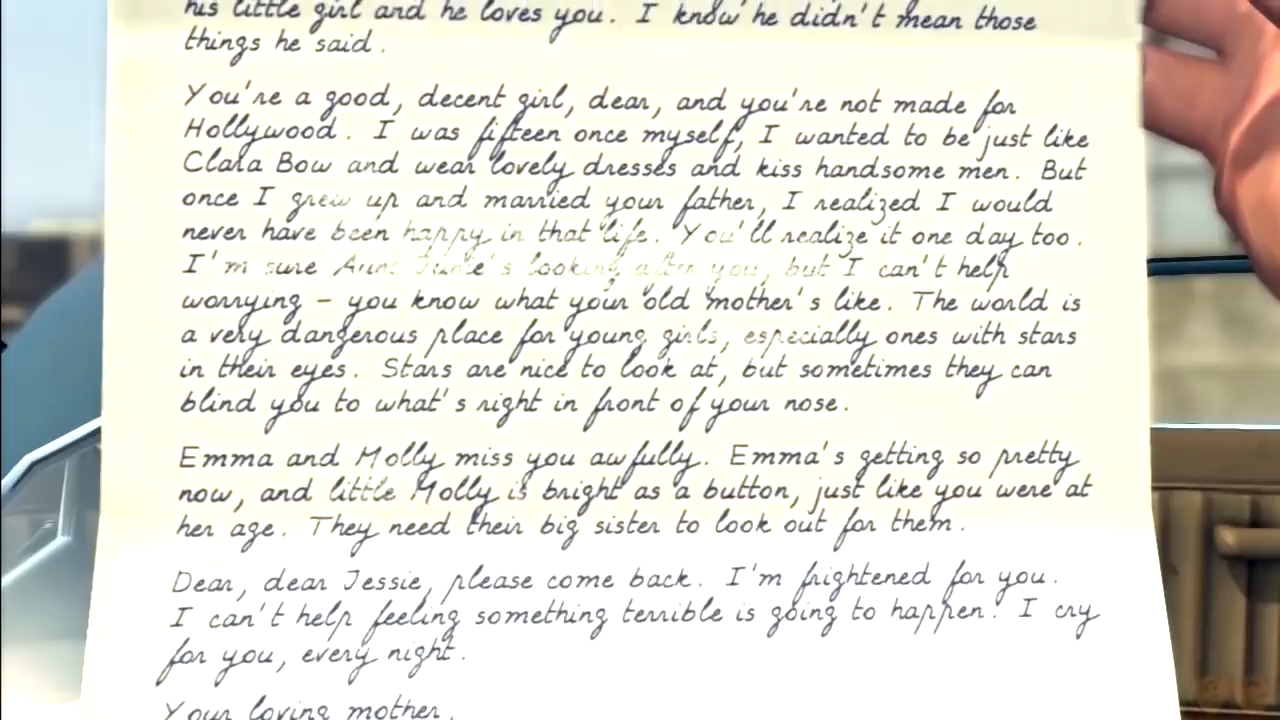 his little girl and he loves you. I know he didn't mean those
things he said.
You're a good, decent girl, dear, and you're not made for
Hollywood. I was fifteen once myself, I wanted to be just like
Clara Bow and wear lovely dresses and kiss handsome men. But
once I grew up and married your father, I realized I would
never have been happy in that life. You'll realize it one day too.
I'm sure Aunt June's looking after you, but I can't help
worrying - you know what your old mother's like. The world is
a very dangerous place for young girls, especially ones with stars
in their eyes. Stars are nice to look at, but sometimes they can
blind you to what's right in front of your nose.
Emma and Molly miss you awfully. Emma's getting so pretty
now, and little Molly is bright as a button, just like you were at
her age. They need their big sister to look out for them.
Dear, dear Jessie, please come back. I'm frightened for you.
I can't help feeling something terrible is going to happen. I cry
for you, every night.
Your loving mother.